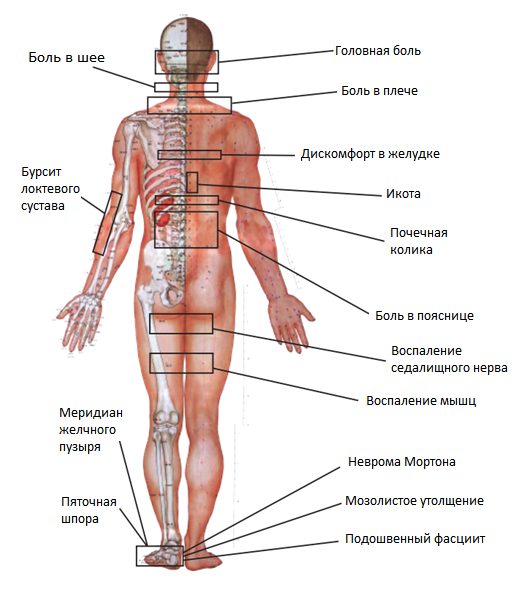 Головная боль
Боль в шее
Боль в плече
Дискомфорт в желудке
Бурсит
локтевого
сустава
Икота
Почечная
колика
Боль в пояснице
Воспаление
седалищного нерва
Воспаление мышц
Меридиан
желчного
пузыря
Неврома Мортона
Пяточная
шпора
Мозолистое утолщение
Подошвенный фасциит